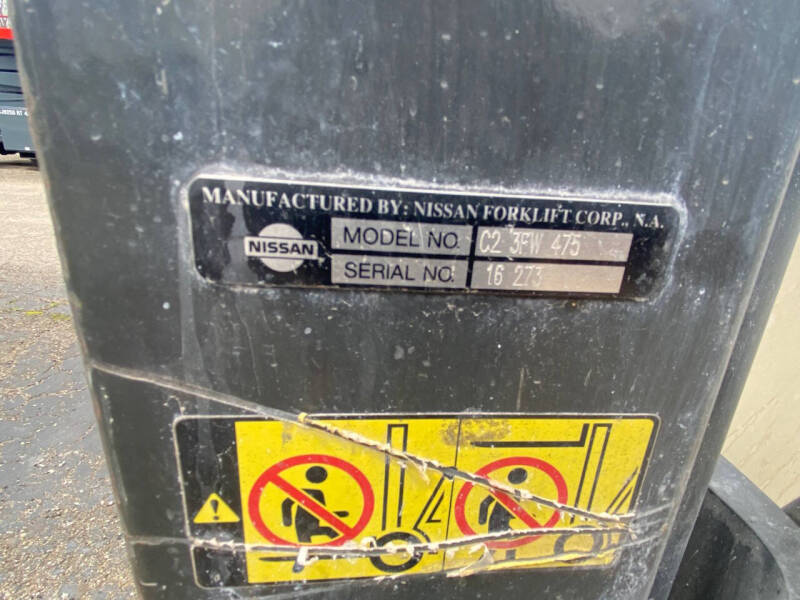 MANUFACTURED BY: NISSAN FORKLIFT CORP., N.A.
NISSAN
MODEL NO. C2 3FW 475
SERIAL NO. 16 273